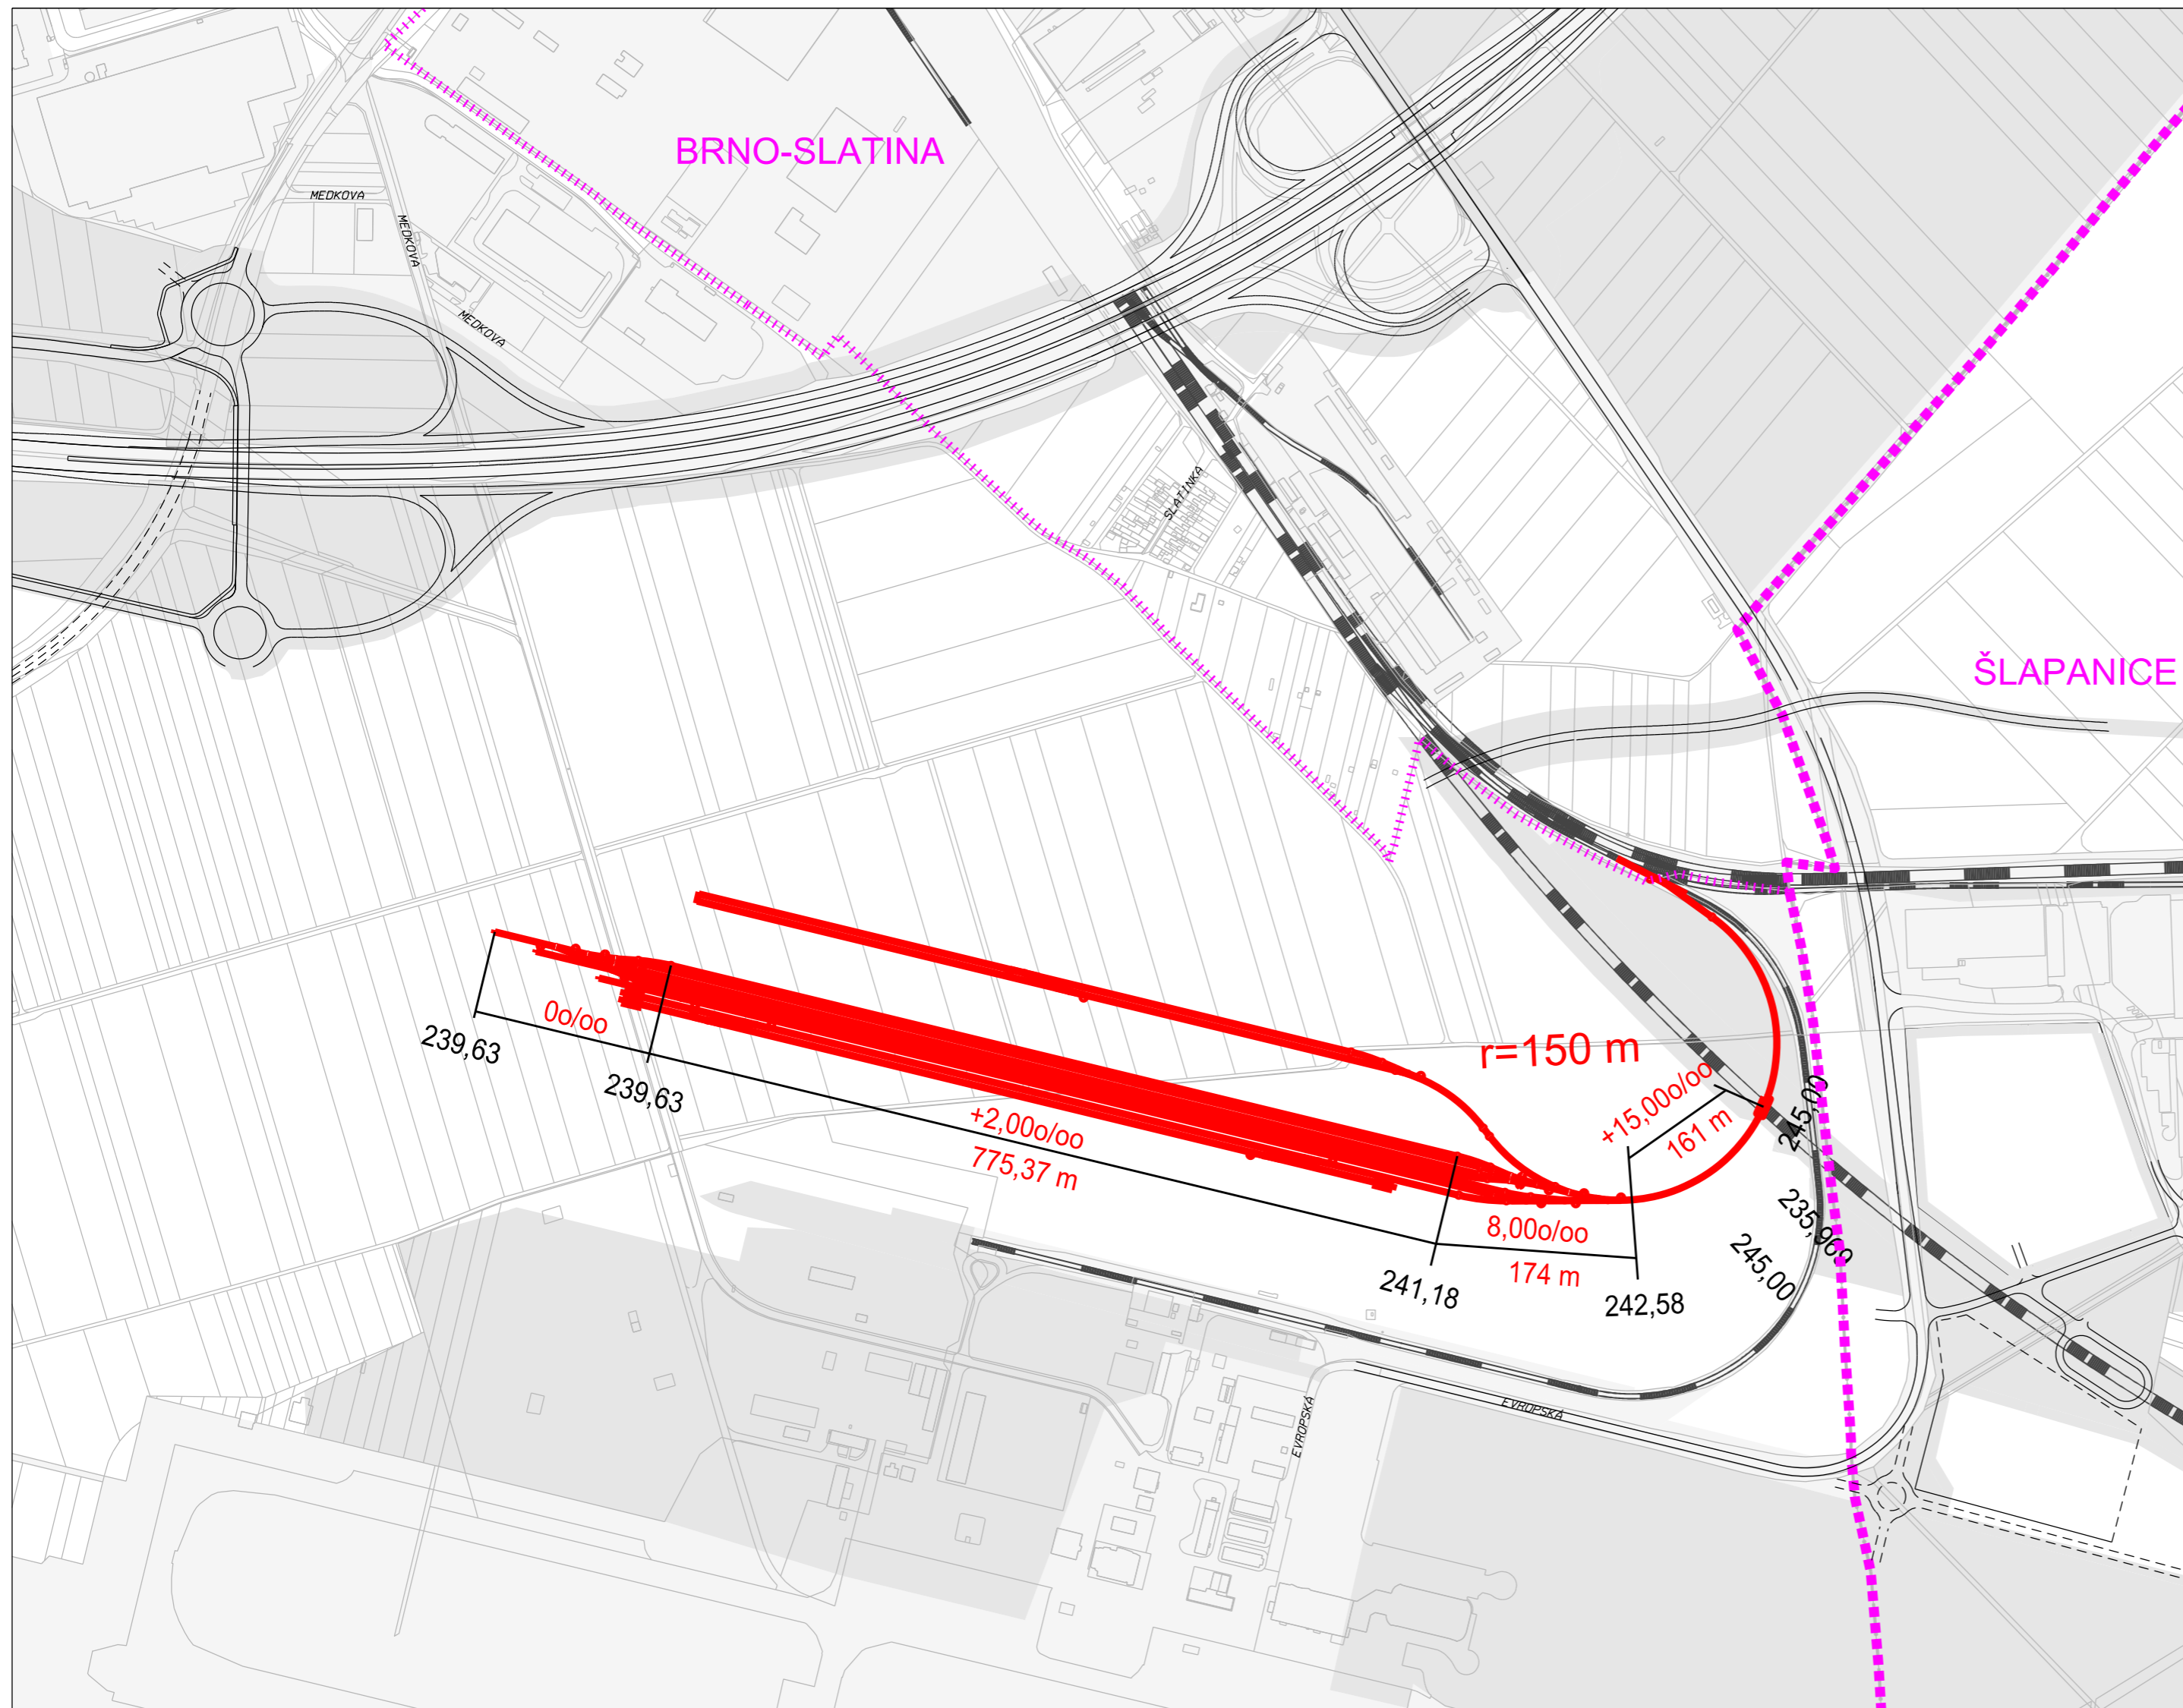 BRNO-SLATINA
MEDKOVA
MEDKOVA
MEDKOVA
SLATINKA
ŠLAPANICE
0o/oo
239,63
239,63
+2,00o/oo
775,37 m
r=150 m
+15,00o/oo
161 m
245,00
235,969
245,00
8,00o/oo
174 m
241,18
242,58
EVROPSKÁ
EVROPSKÁ